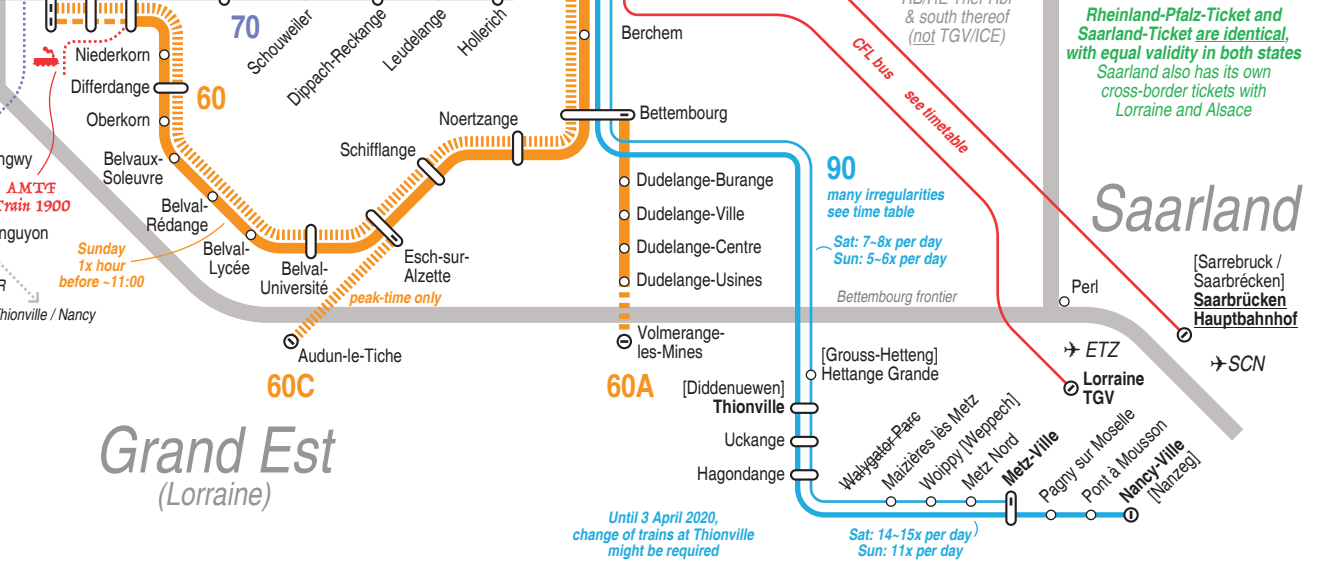 70
Schouweiler
Dippach-Reckange
Leudelange
Hollerich
Berchem
& south thereof
(not TGV/ICE)
Rheinland-Pfalz-Ticket and
Saarland-Ticket are identical,
with equal validity in both states
Saarland also has its own
cross-border tickets with
Lorraine and Alsace
Niederkorn
Differdange
60
Oberkorn
Belvaux-
Soleuvre
Belval-
Rédange
Belval-
Lycée
Belval-
Université
Esch-sur-
Alzette
Schifflange
Noertzange
Bettembourg
CFL bus
see timetable
ngwy
AMTF
Train 1900
nguyon
Sunday
1x hour
before ~11:00
R
Thionville / Nancy
peak-time only
Audun-le-Tiche
60C
Dudelange-Burange
Dudelange-Ville
Dudelange-Centre
Dudelange-Usines
Volmerange-
les-Mines
60A
90
many irregularities
see time table
Sat: 7~8x per day
Sun: 5~6x per day
Bettembourg frontier
Saarland
Perl
[Sarrebruck /
Saarbrécken]
Saarbrücken
Hauptbahnhof
ETZ
SCN
Lorraine
TGV
[Grouss-Hetteng]
Hettange Grande
[Diddenuewen]
Thionville
Uckange
Hagondange
Walygator Parc
Maizières lès Metz
Woippy [Weppech]
Metz Nord
Metz-Ville
Pagny sur Moselle
Pont à Mousson
Nancy-Ville
[Nanzeg]
Grand Est
(Lorraine)
Until 3 April 2020,
change of trains at Thionville
might be required
Sat: 14~15x per day
Sun: 11x per day